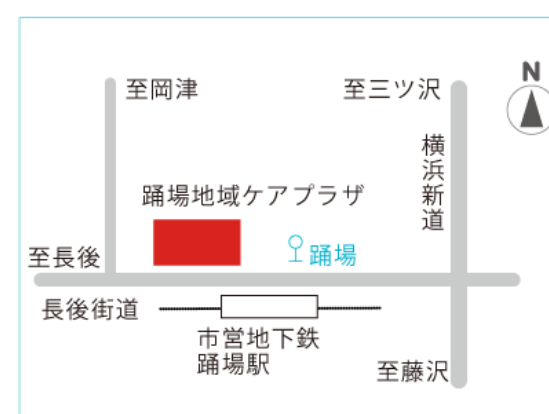 N
至岡津
至三ツ沢
横浜新道
踊場地域ケアプラザ
踊場
至長後
長後街道
市営地下鉄
踊場駅
至藤沢